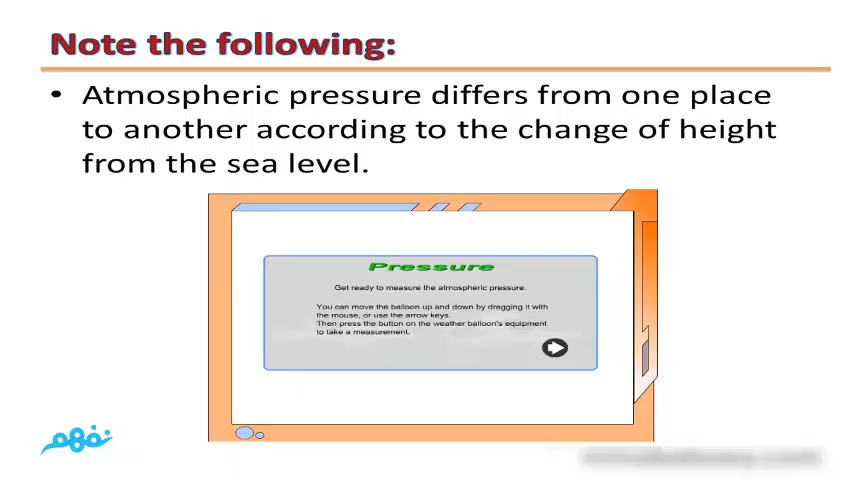 Note the following:
• Atmospheric pressure differs from one place
to another according to the change of height
from the sea level.
Pressure
Get ready to measure the atmospheric pressure.
You can move the balloon up and down by dragging it with
the mouse, or use the arrow keys.
Then press the button on the weather balloon's equipment
to take a measurement.
نفهم